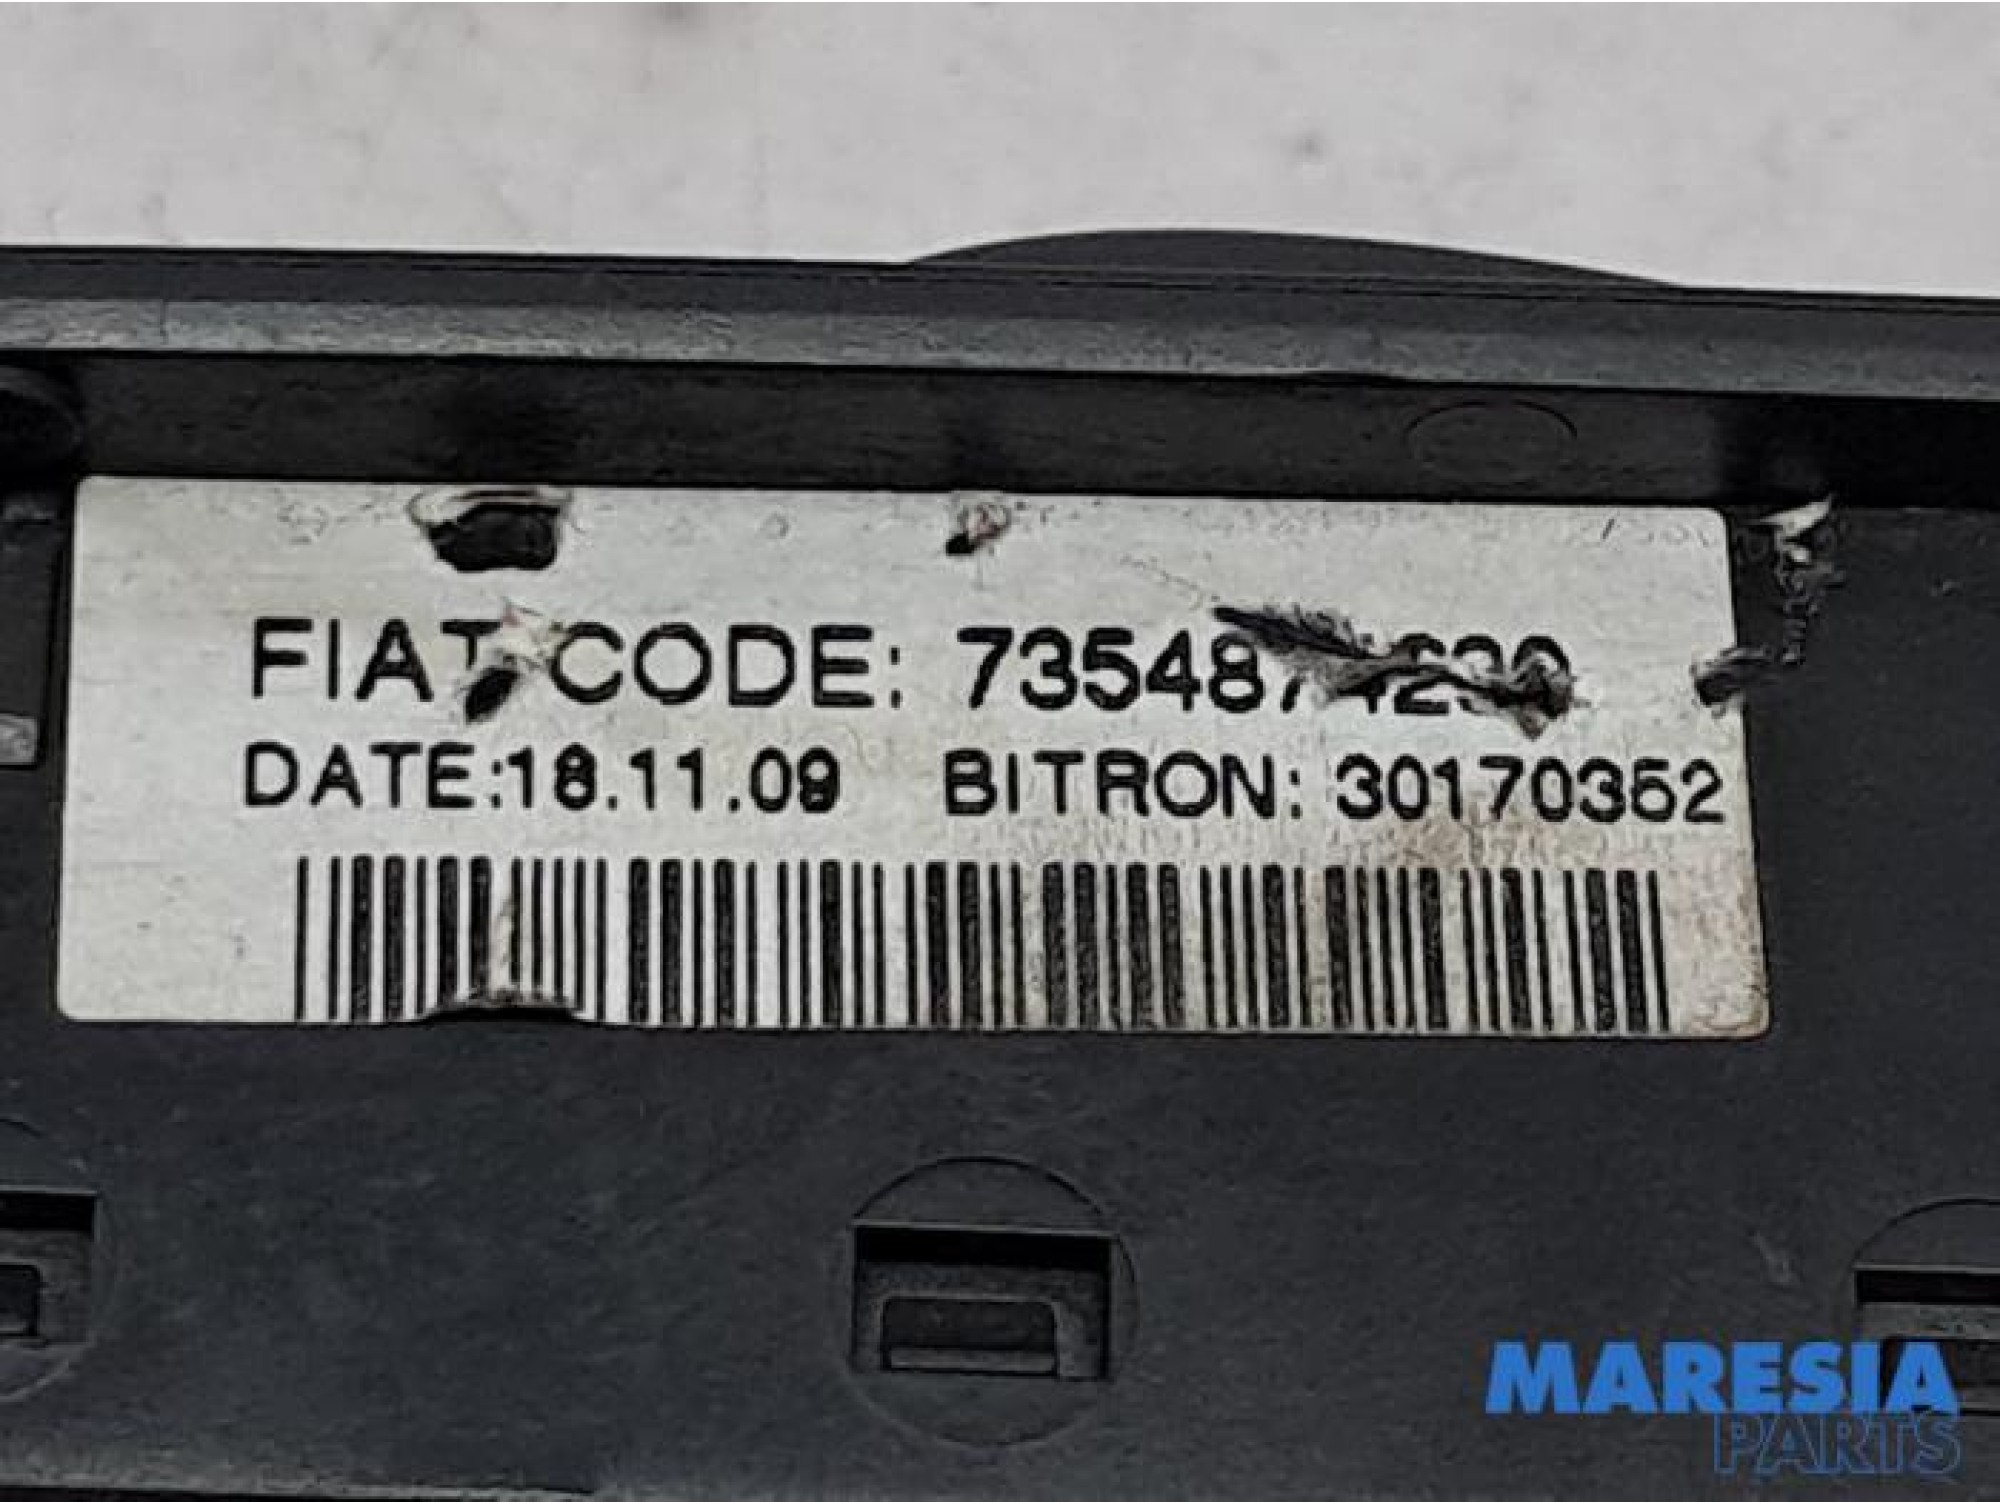 FIAT CODE:
DATE:18.11.09 BITRON: 30170352
MARESIA
PARTS